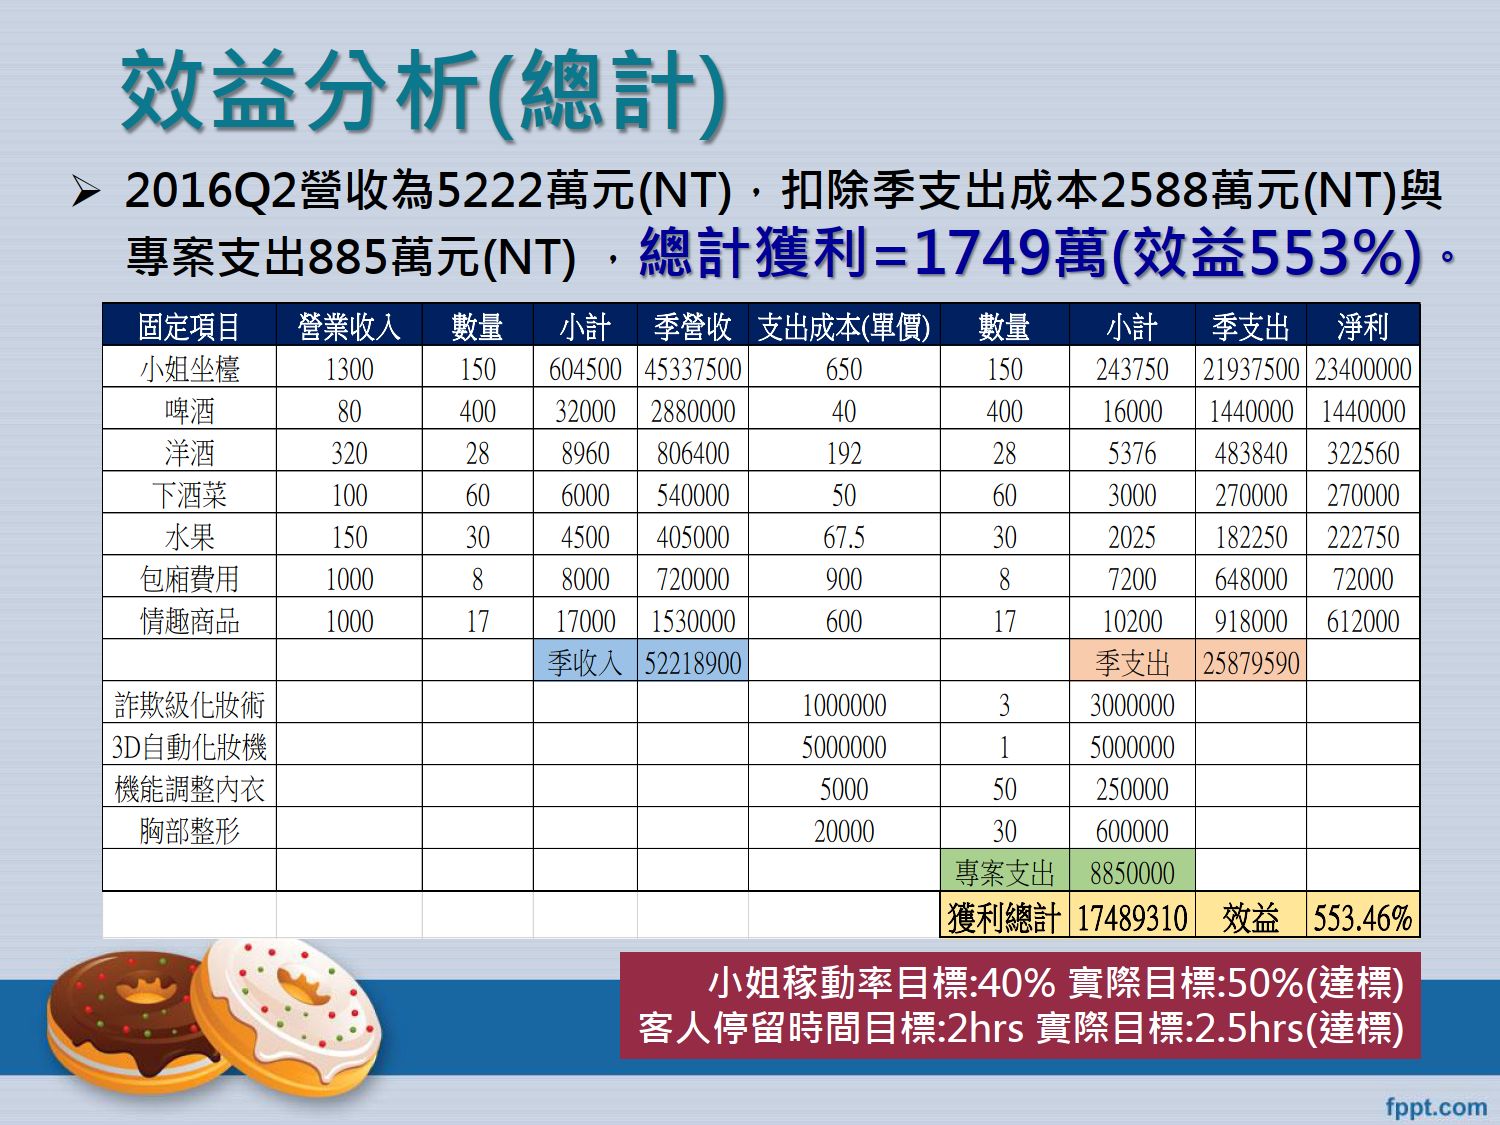 效益分析(總計)
➢ 2016Q2營收為5222萬元(NT)，扣除季支出成本2588萬元(NT)與
專案支出885萬元(NT) ，總計獲利=1749萬(效益553%)。
固定項目 營業收入 數量 小計 季營收 支出成本(單價) 數量 小計 季支出 淨利
小姐坐檯 1300 150 604500 45337500 650 150 243750 21937500 23400000
啤酒 80 400 32000 2880000 40 400 16000 1440000 1440000
洋酒 320 28 8960 806400 192 28 5376 483840 322560
下酒菜 100 60 6000 540000 50 60 3000 270000 270000
水果 150 30 4500 405000 67.5 30 2025 182250 222750
包廂費用 1000 8 8000 720000 900 8 7200 648000 72000
情趣商品 1000 17 17000 1530000 600 17 10200 918000 612000
季收入 52218900 季支出 25879590
詐欺級化妝術 1000000 3 3000000
3D自動化妝機 5000000 1 5000000
機能調整內衣 5000 50 250000
胸部整形 20000 30 600000
專案支出 8850000
獲利總計 17489310 效益 553.46%
小姐稼動率目標:40% 實際目標:50%(達標)
客人停留時間目標:2hrs 實際目標:2.5hrs(達標)
fppt.com